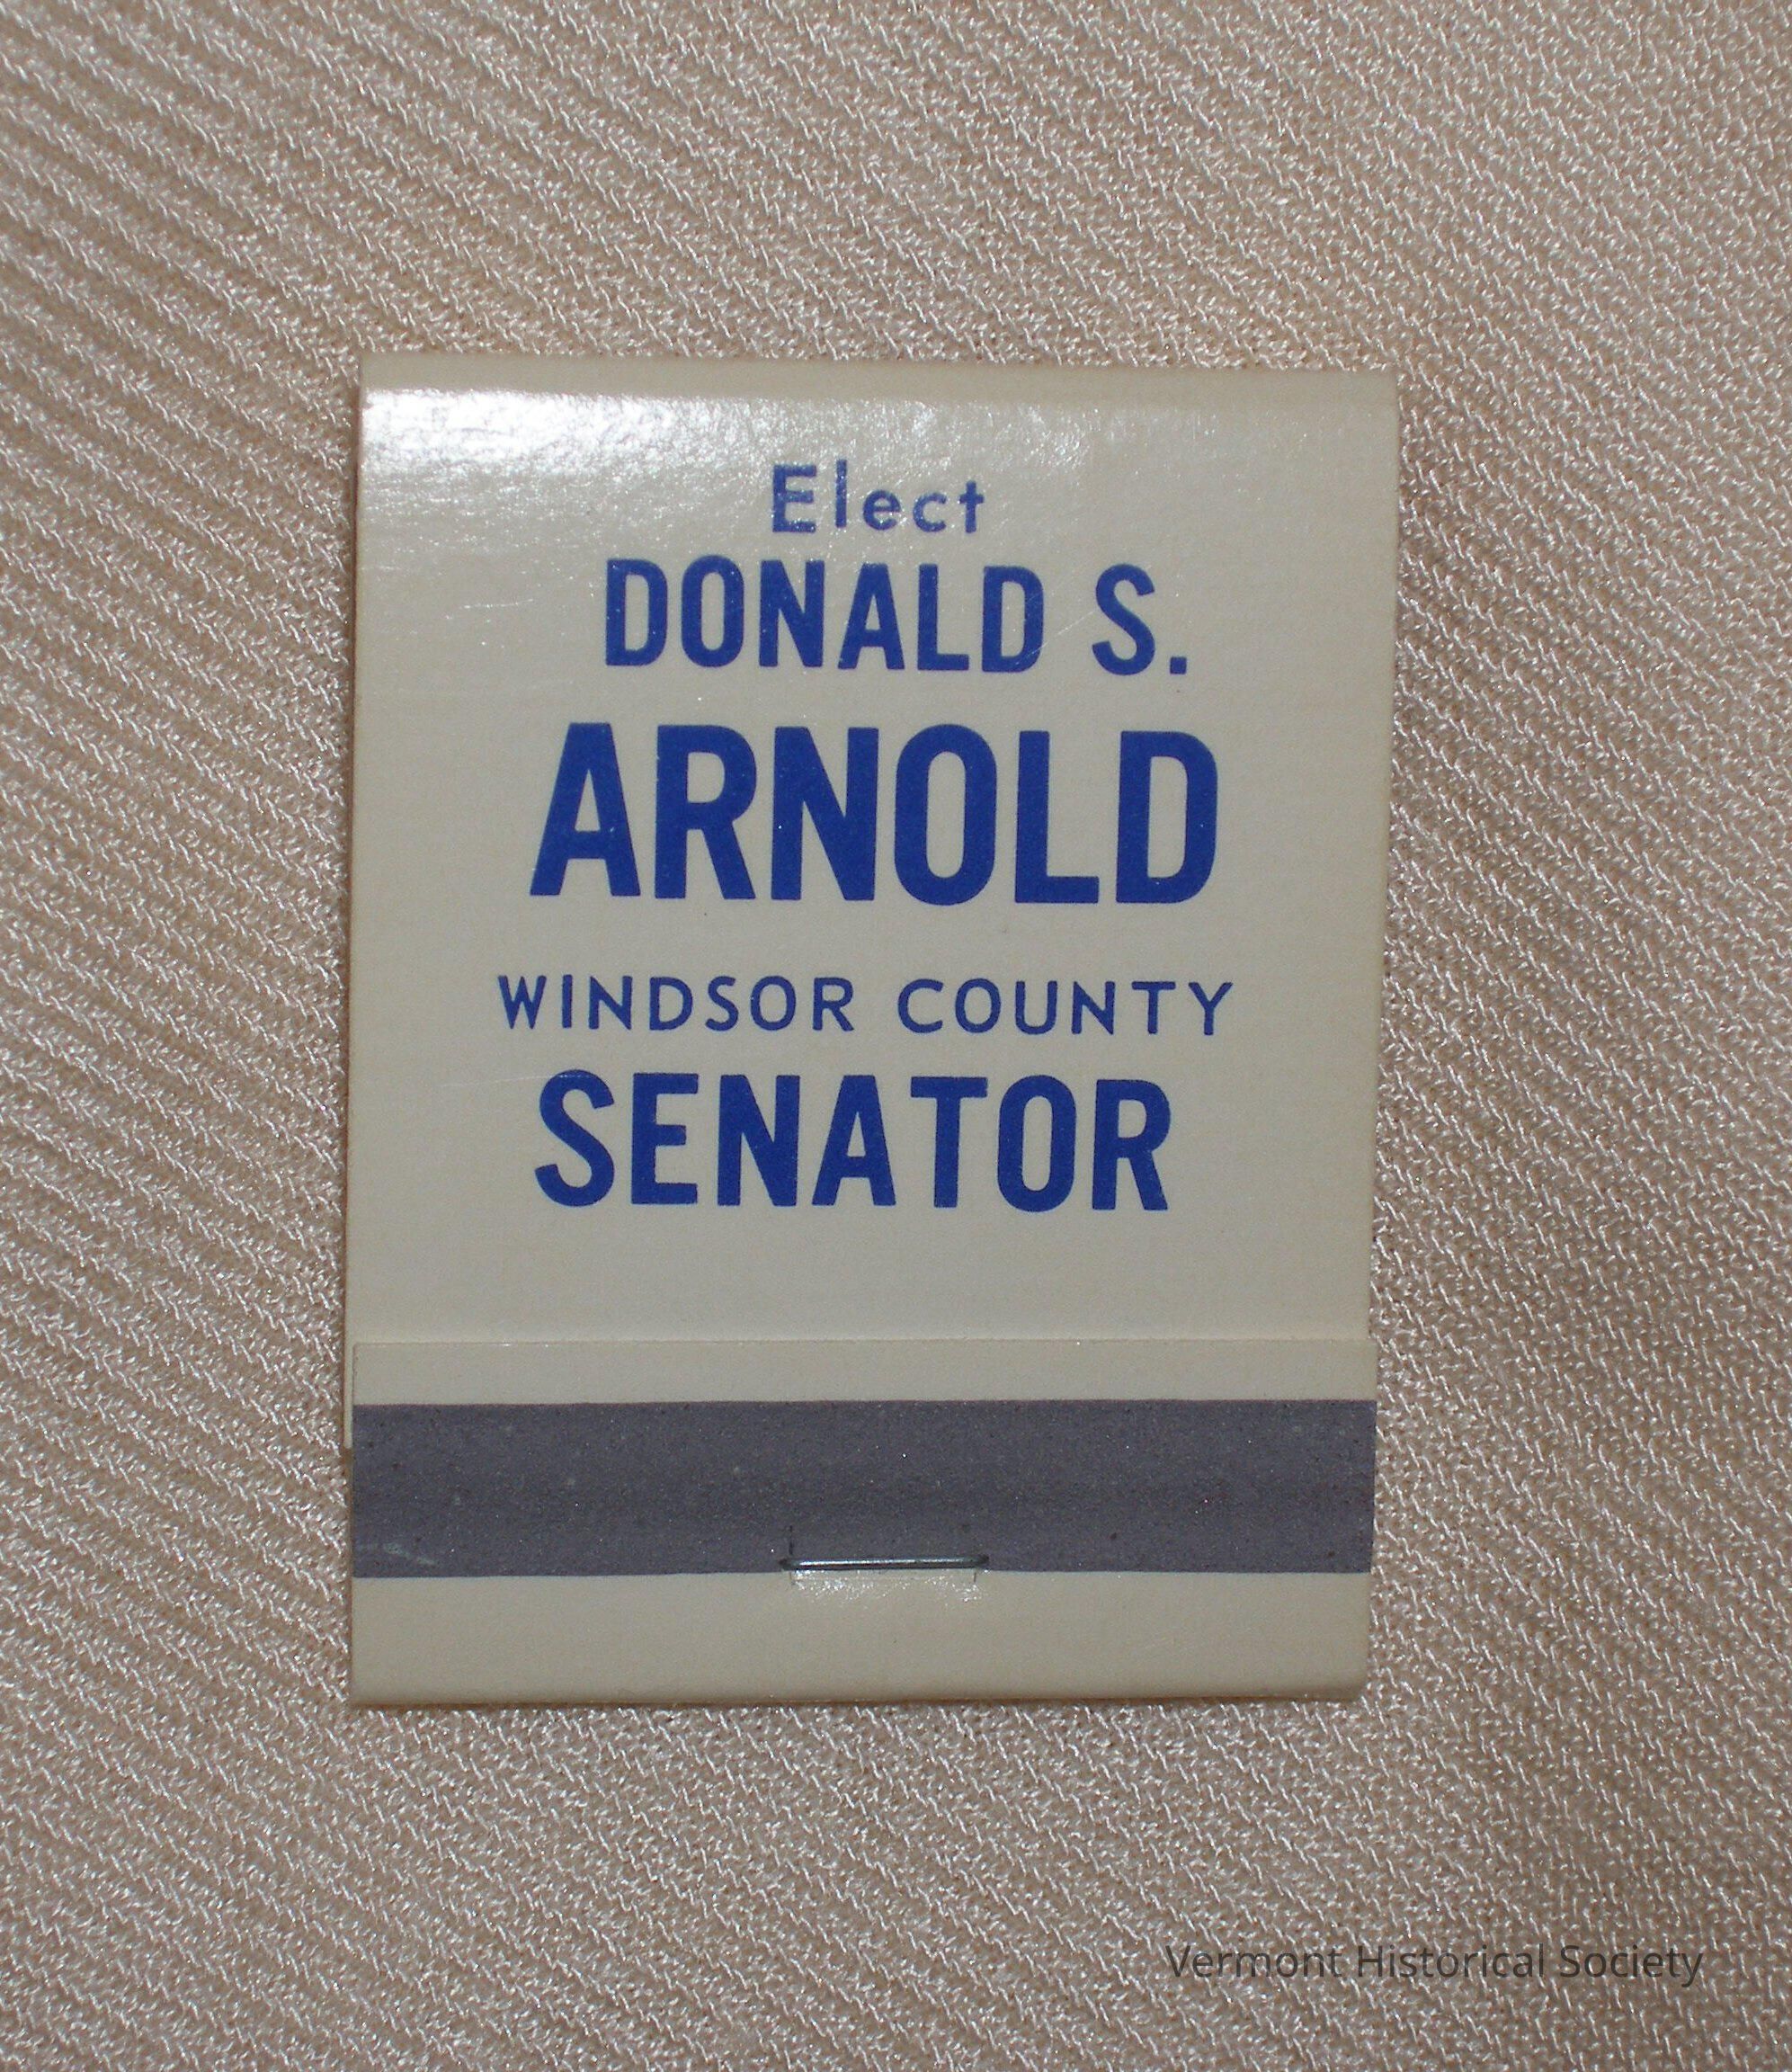 Elect
DONALD S.
ARNOLD
WINDSOR COUNTY
SENATOR
Vermont Historical Society